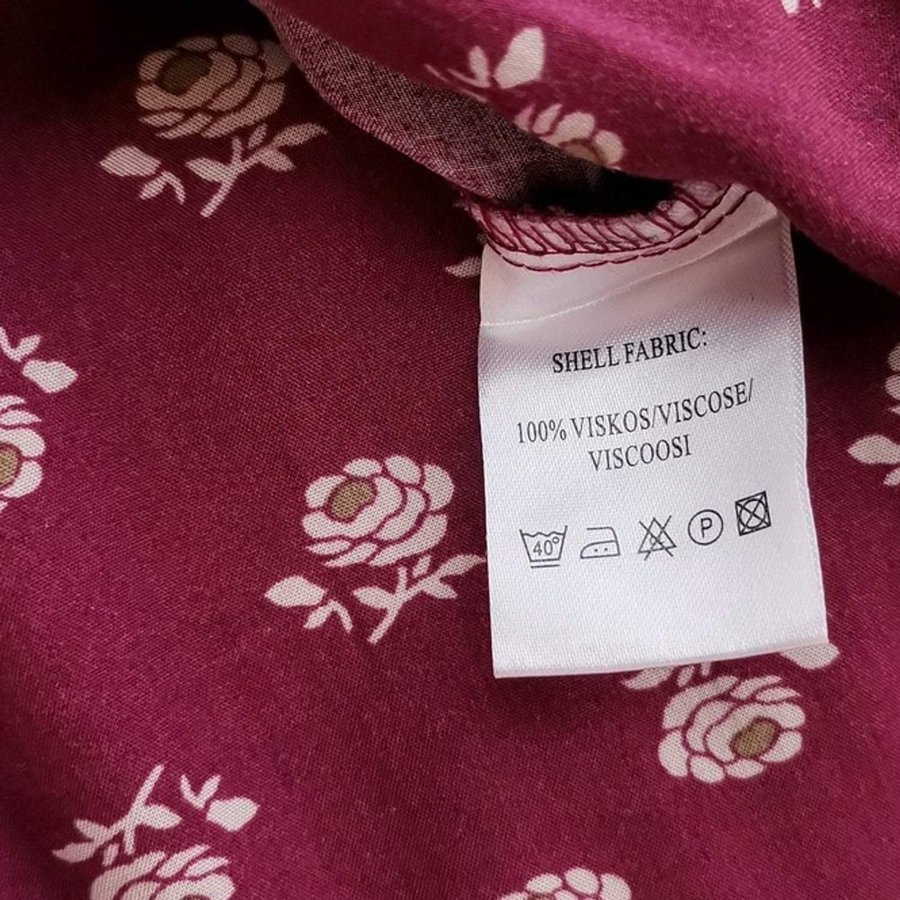 SHELL FABRIC:
100% VISKOS/VISCOSE/
VISCOOSI
40° P